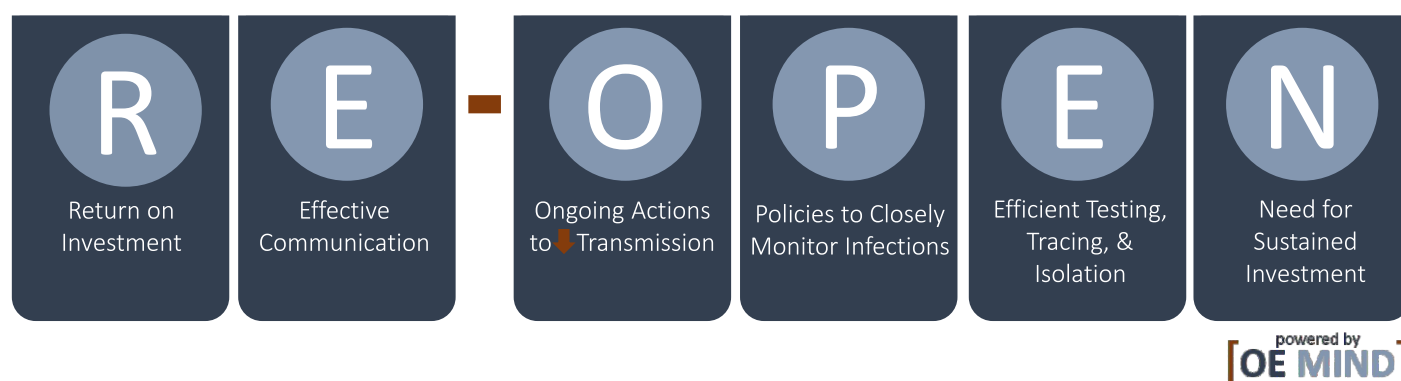 R
Return on
Investment
E
Effective
Communication
-
O
Ongoing Actions
to Transmission
P
Policies to Closely
Monitor Infections
E
Efficient Testing,
Tracing, &
Isolation
N
Need for
Sustained
Investment
powered by
[OE MIND]